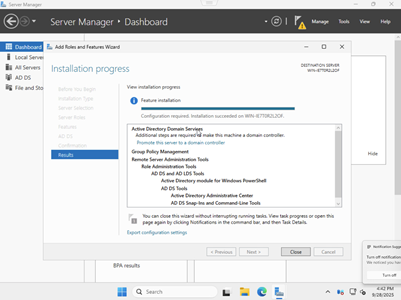 Server Manager
Server Manager • Dashboard
Manage Tools View Help
Dashboard
Local Server
All Servers
AD DS
File and Sto
Add Roles and Features Wizard
Installation progress
DESTINATION SERVER
Before You Begin
Installation Type
Server Selection
Server Roles
Features
AD DS
Confirmation
Results
View installation progress
Feature installation
Configuration required. Installation succeeded on
Active Directory Domain Services
Additional steps are required to make this machine a domain controller.
Promote this server to a domain controller
Group Policy Management
Remote Server Administration Tools
Role Administration Tools
AD DS and AD LDS Tools
Active Directory module for Windows PowerShell
AD DS Tools
Active Directory Administrative Center
AD DS Snap-Ins and Command-Line Tools
You can close this wizard without interrupting running tasks. View task progress or open this
page again by clicking Notifications in the command bar, and then Task Details.
Export configuration settings
< Previous Next > Close Cancel
Hide
BPA results
Notification Sugg
Turn off notification
We noticed you hav
Turn off
Search
4:42 PM
9/28/2025